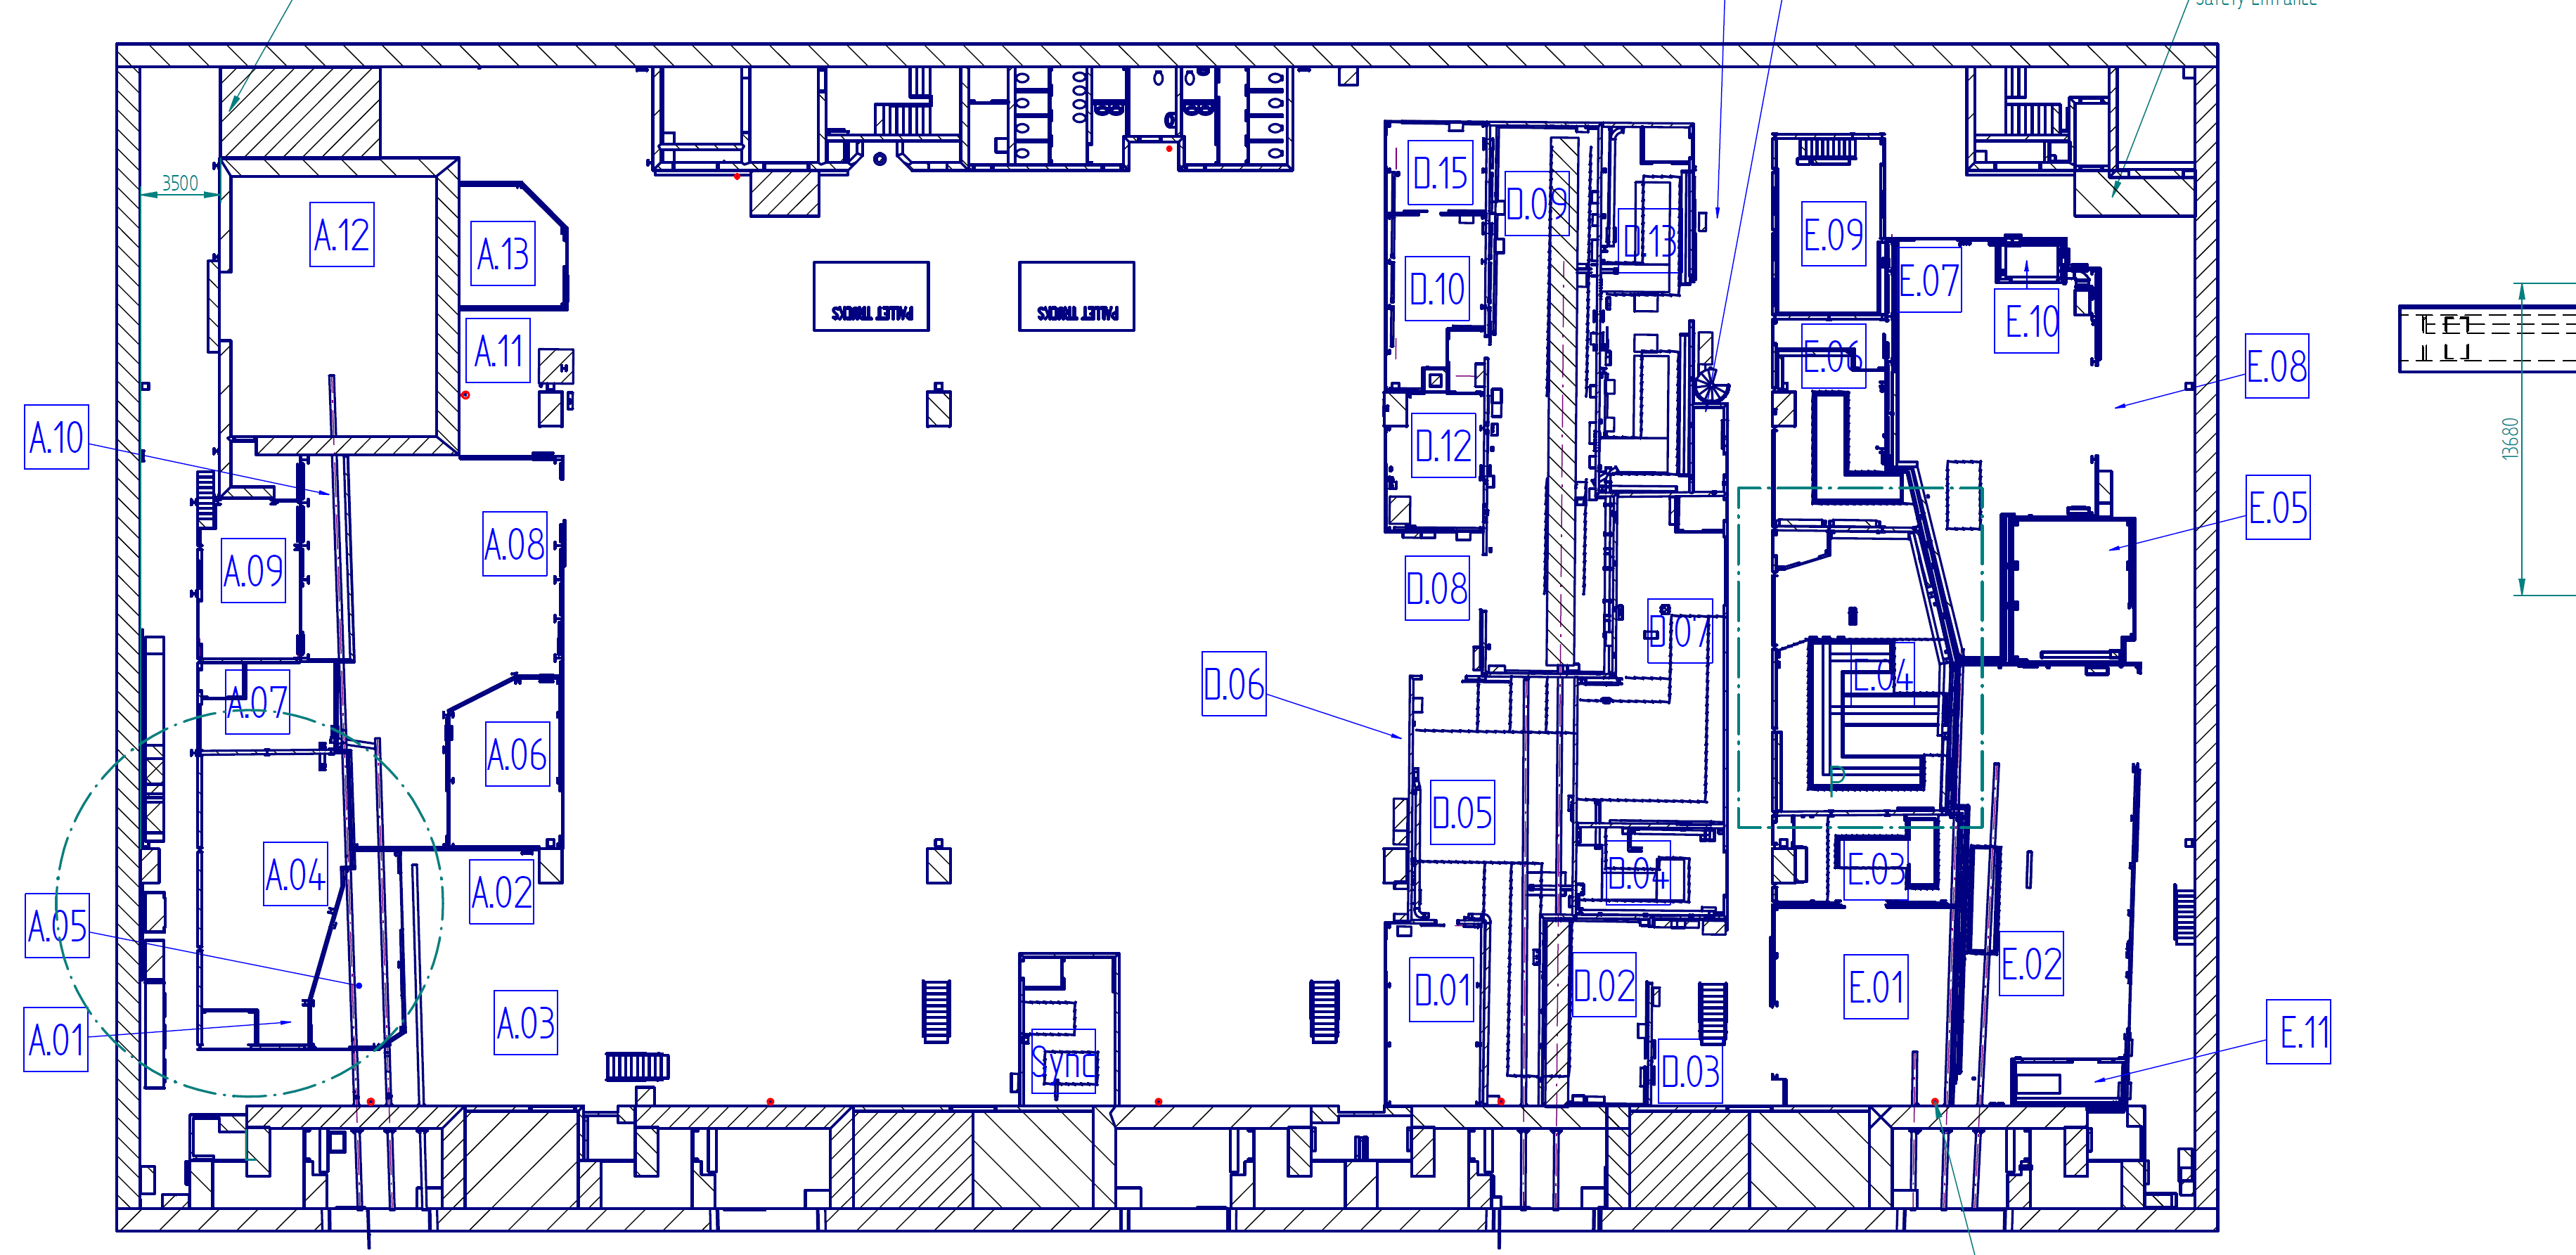 Safety Entrance
3500
A.12
A.13
A.11
A.10
A.09
A.08
A.07
A.06
A.04
A.05
A.02
A.03
A.01
PALLET TRUCKS
PALLET TRUCKS
Sync
D.15
D.09
D.13
D.10
D.12
D.08
D.07
D.06
D.05
D.04
D.01
D.02
D.03
E.09
E.07
E.10
E.06
E.08
E.05
E.04
P
E.03
E.01
E.02
E.11
13680